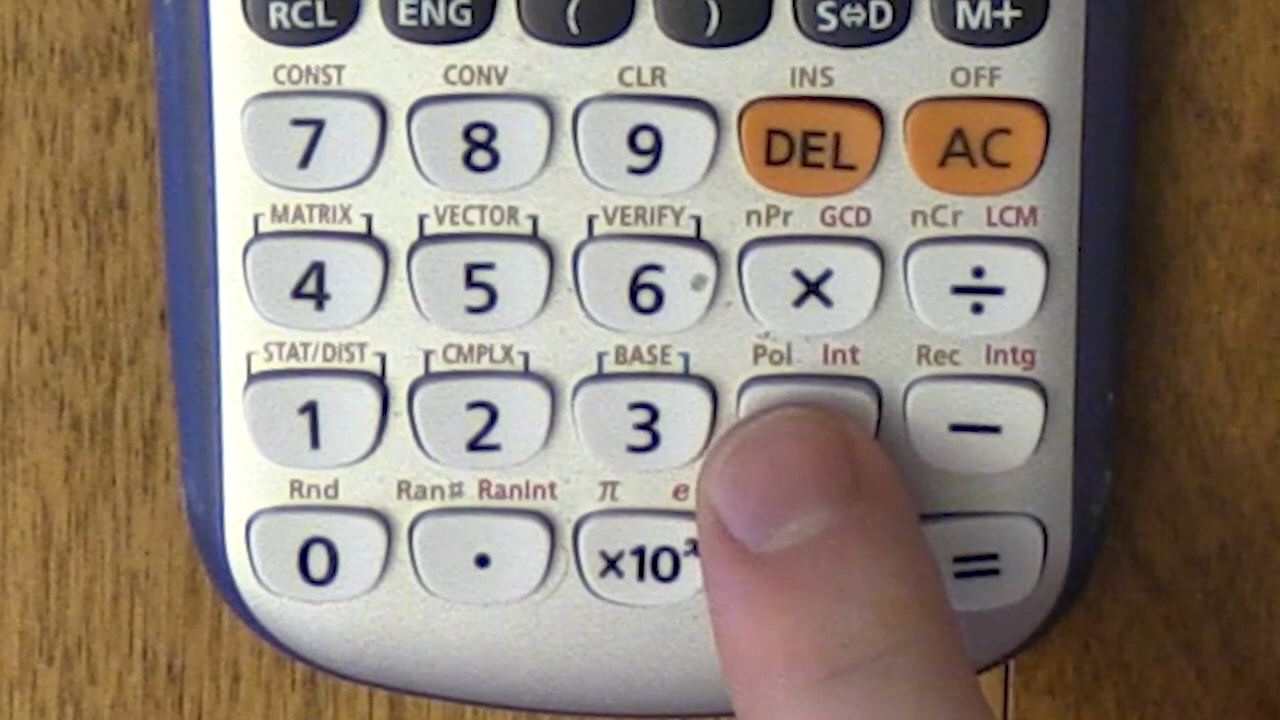 RCL ENG ( ) S⇔D M+
CONST CONV CLR INS OFF
7 8 9 DEL AC
MATRIX VECTOR VERIFY nPr GCD nCr LCM
4 5 6 × ÷
STAT/DIST CMPLX BASE Pol Int Rec Intg
1 2 3 −
Rnd Ran# RanInt π e
0 . ×10ˣ =